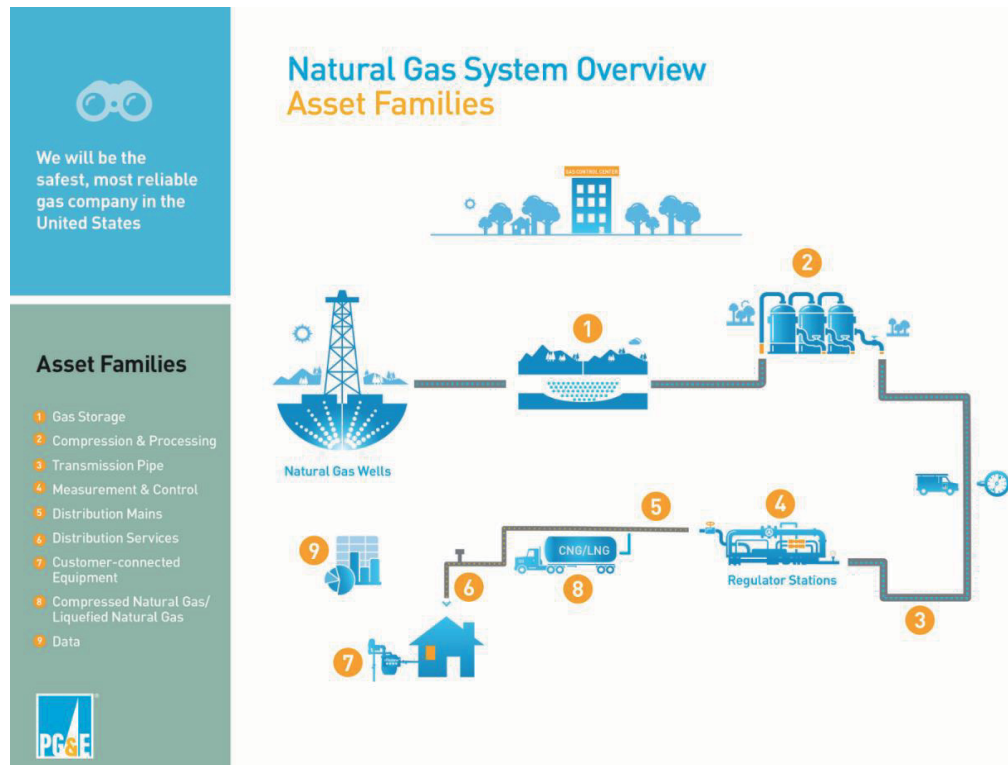 We will be the
safest, most reliable
gas company in the
United States
Asset Families
1 Gas Storage
2 Compression & Processing
3 Transmission Pipe
4 Measurement & Control
5 Distribution Mains
6 Distribution Services
7 Customer-connected
Equipment
8 Compressed Natural Gas/
Liquefied Natural Gas
9 Data
PG&E
®
Natural Gas System Overview
Asset Families
GAS CONTROL CENTER
2
1
Natural Gas Wells
5
4
9
CNG/LNG
6
8
Regulator Stations
3
7